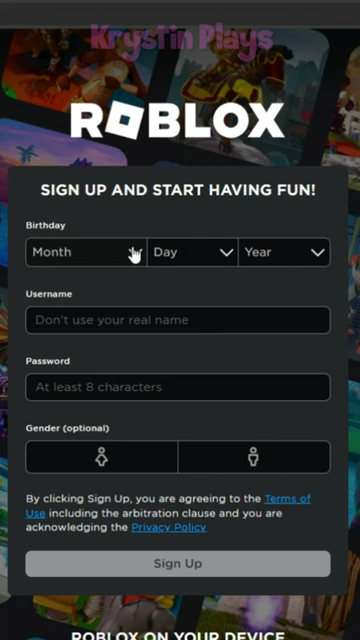 Krystin Plays
ROBLOX
SIGN UP AND START HAVING FUN!
Birthday
Month Day Year
Username
Don't use your real name
Password
At least 8 characters
Gender (optional)
By clicking Sign Up, you are agreeing to the Terms of
Use including the arbitration clause and you are
acknowledging the Privacy Policy
Sign Up
ROBLOX ON YOUR DEVICE